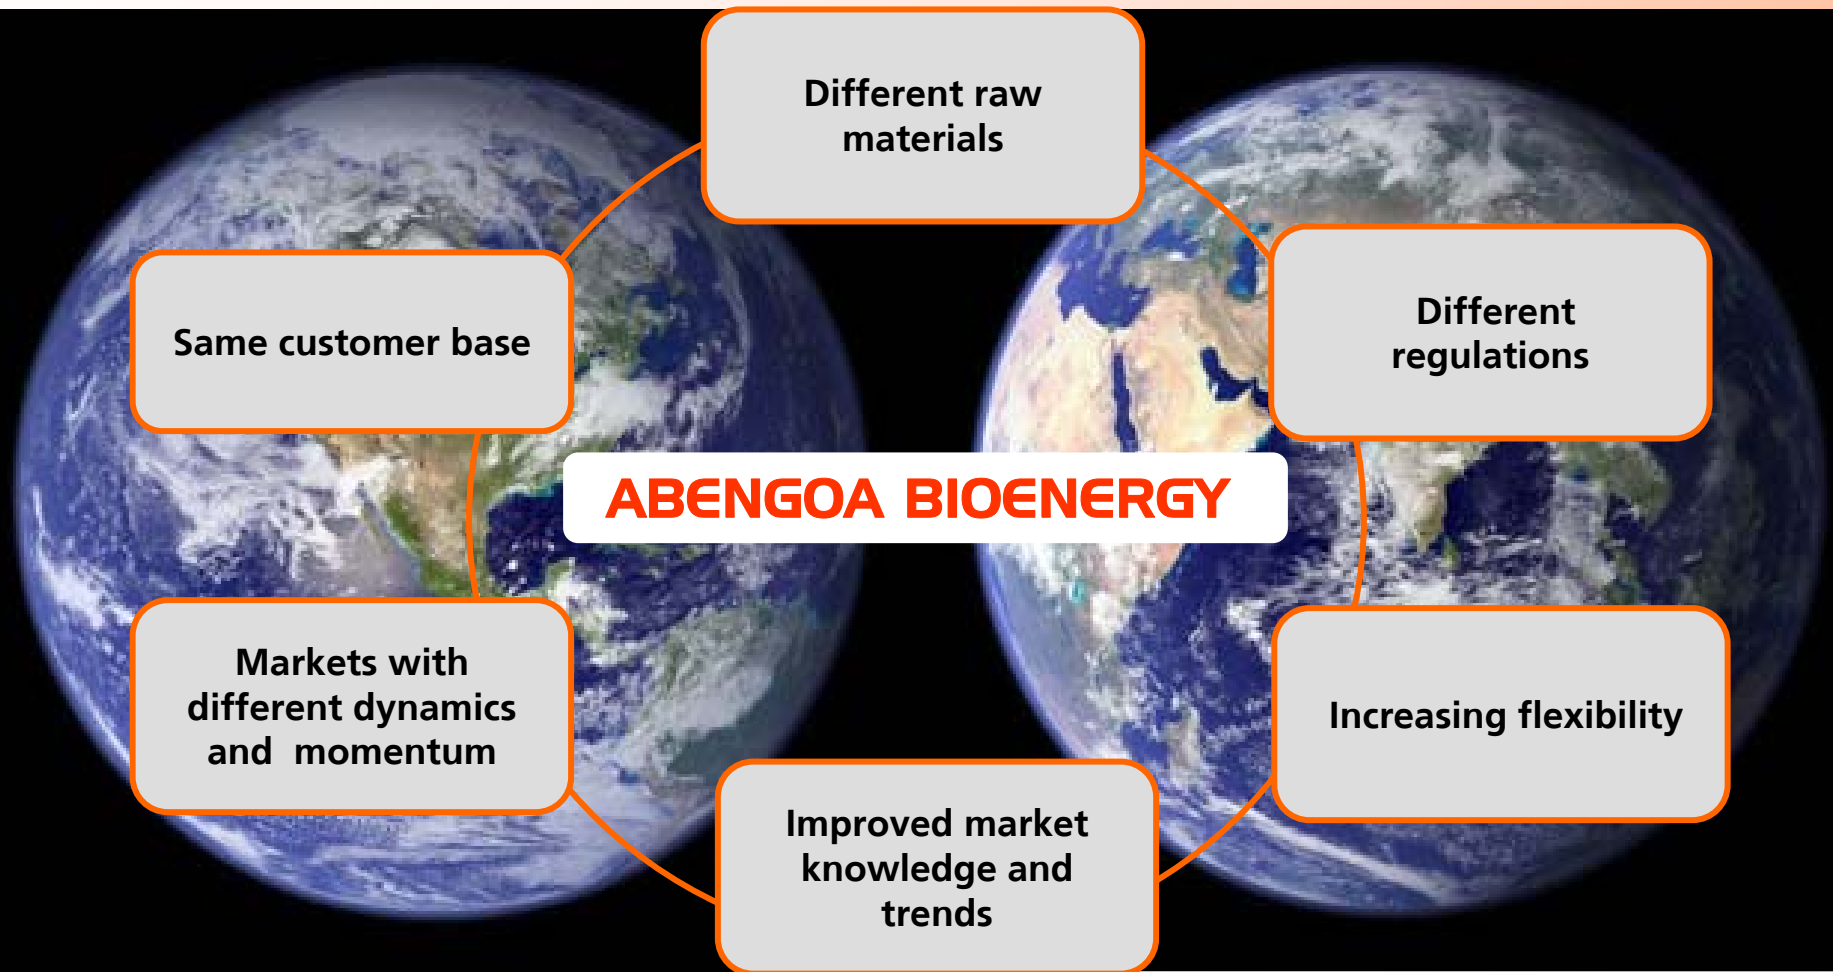 Different raw
materials
Different
regulations
Same customer base
ABENGOA BIOENERGY
Markets with
different dynamics
and momentum
Increasing flexibility
Improved market
knowledge and
trends